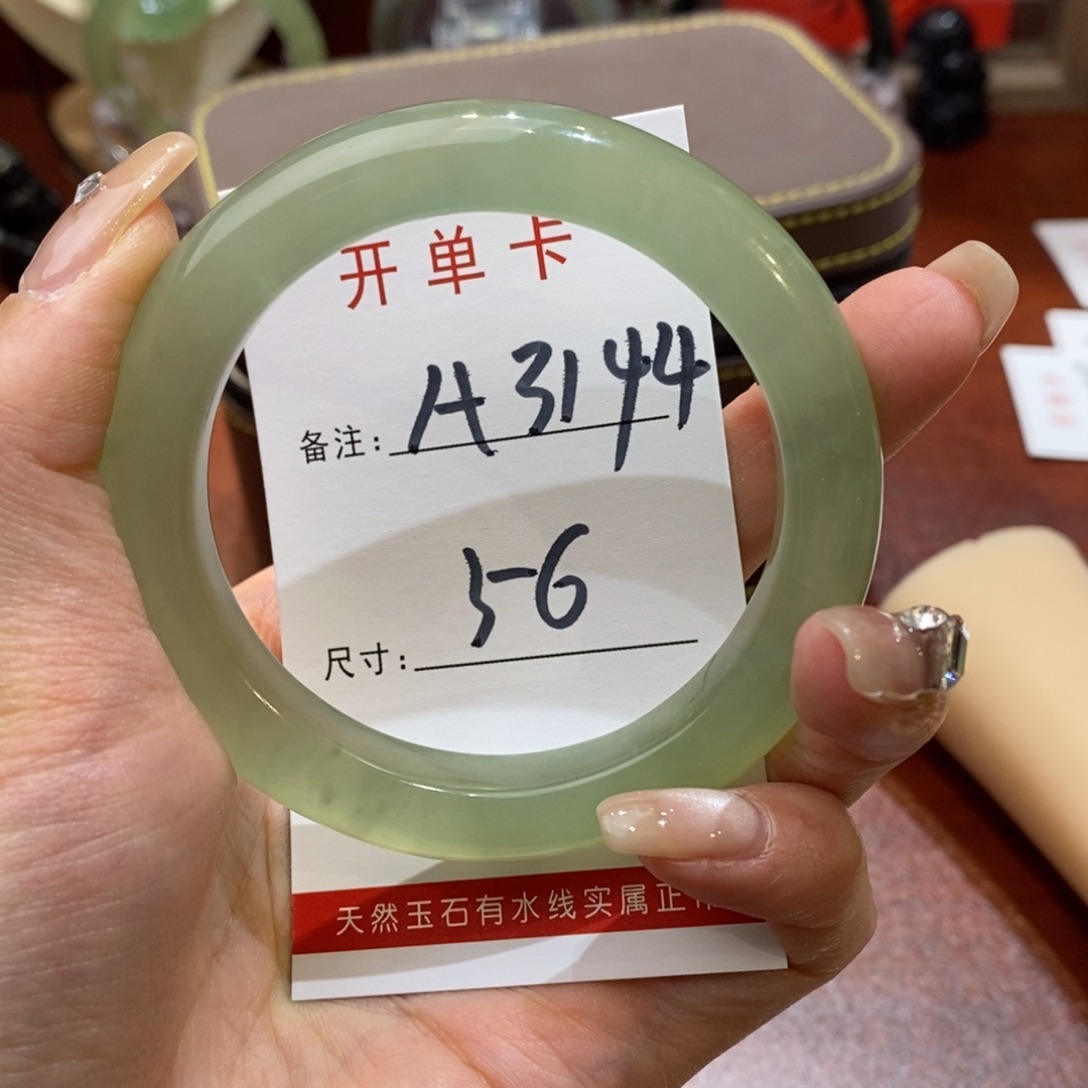 开单卡
备注: A3144
尺寸: 56
天然玉石有水线实属正